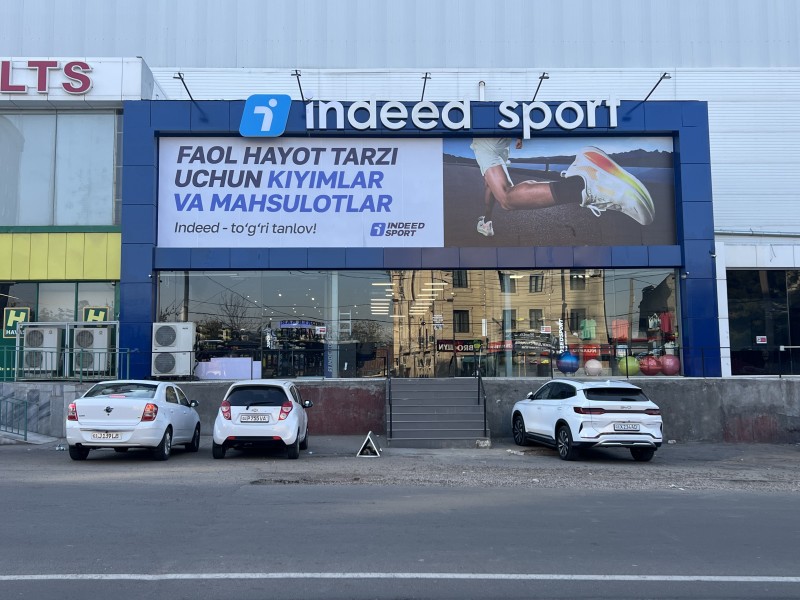 LTS
indeed sport
FAOL HAYOT TARZI
UCHUN KIYIMLAR
VA MAHSULOTLAR
Indeed - to‘g‘ri tanlov!
INDEED
SPORT
H
H